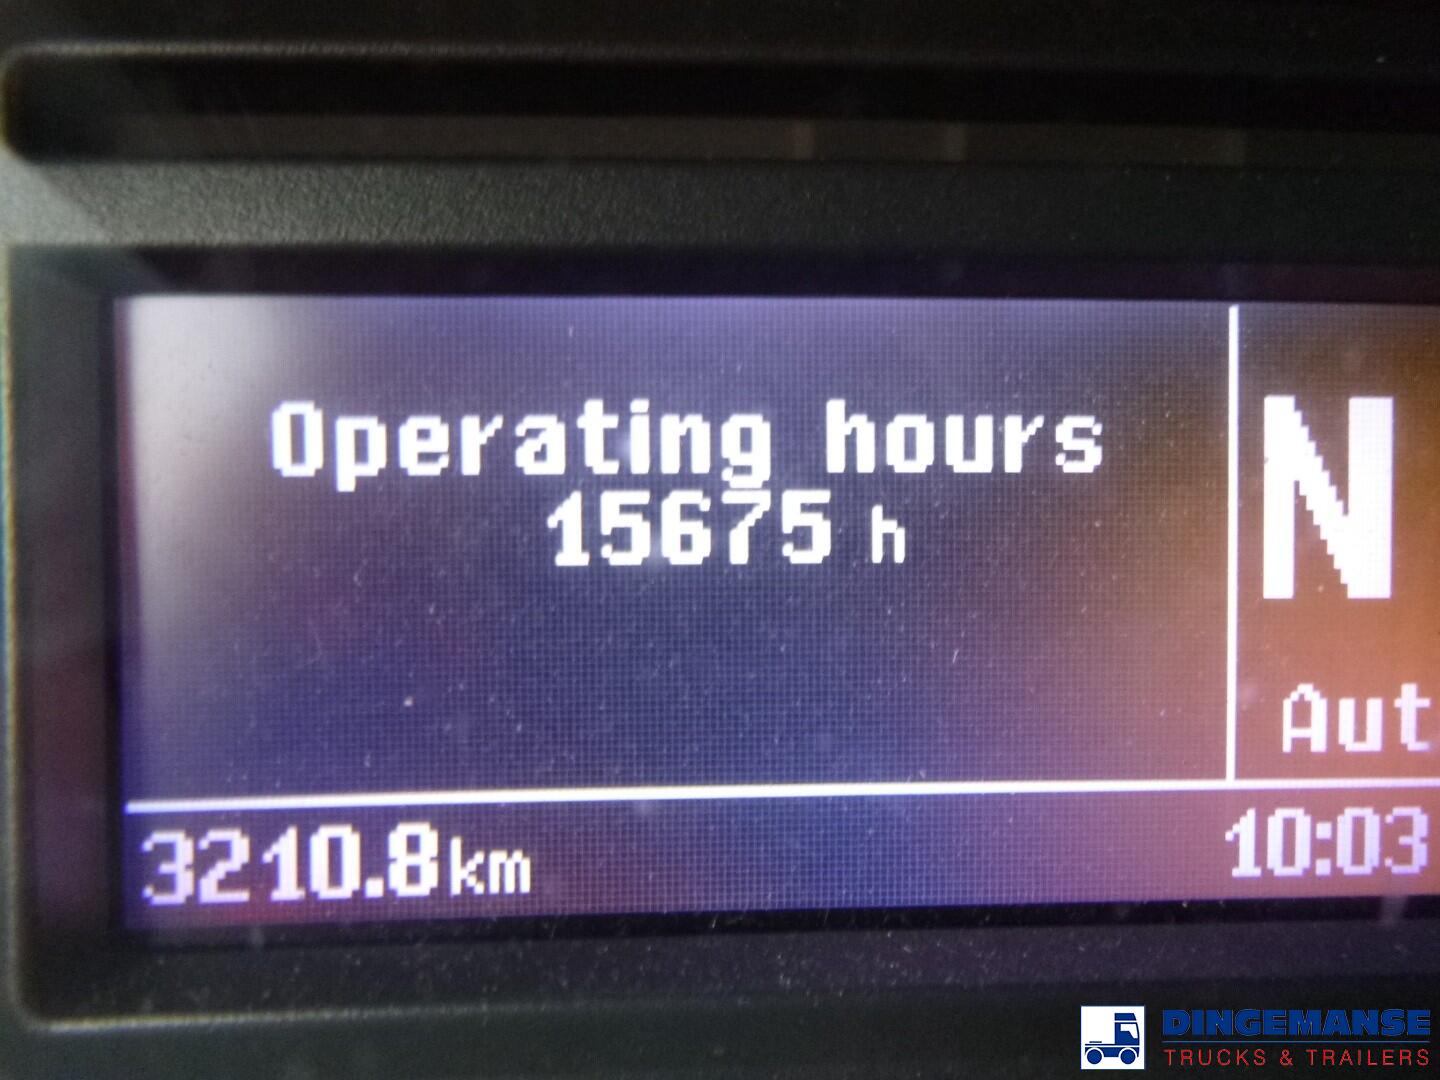 Operating hours
15675 h
N
Aut
3210.8km
10:03
DINGEMANSE
TRUCKS & TRAILERS